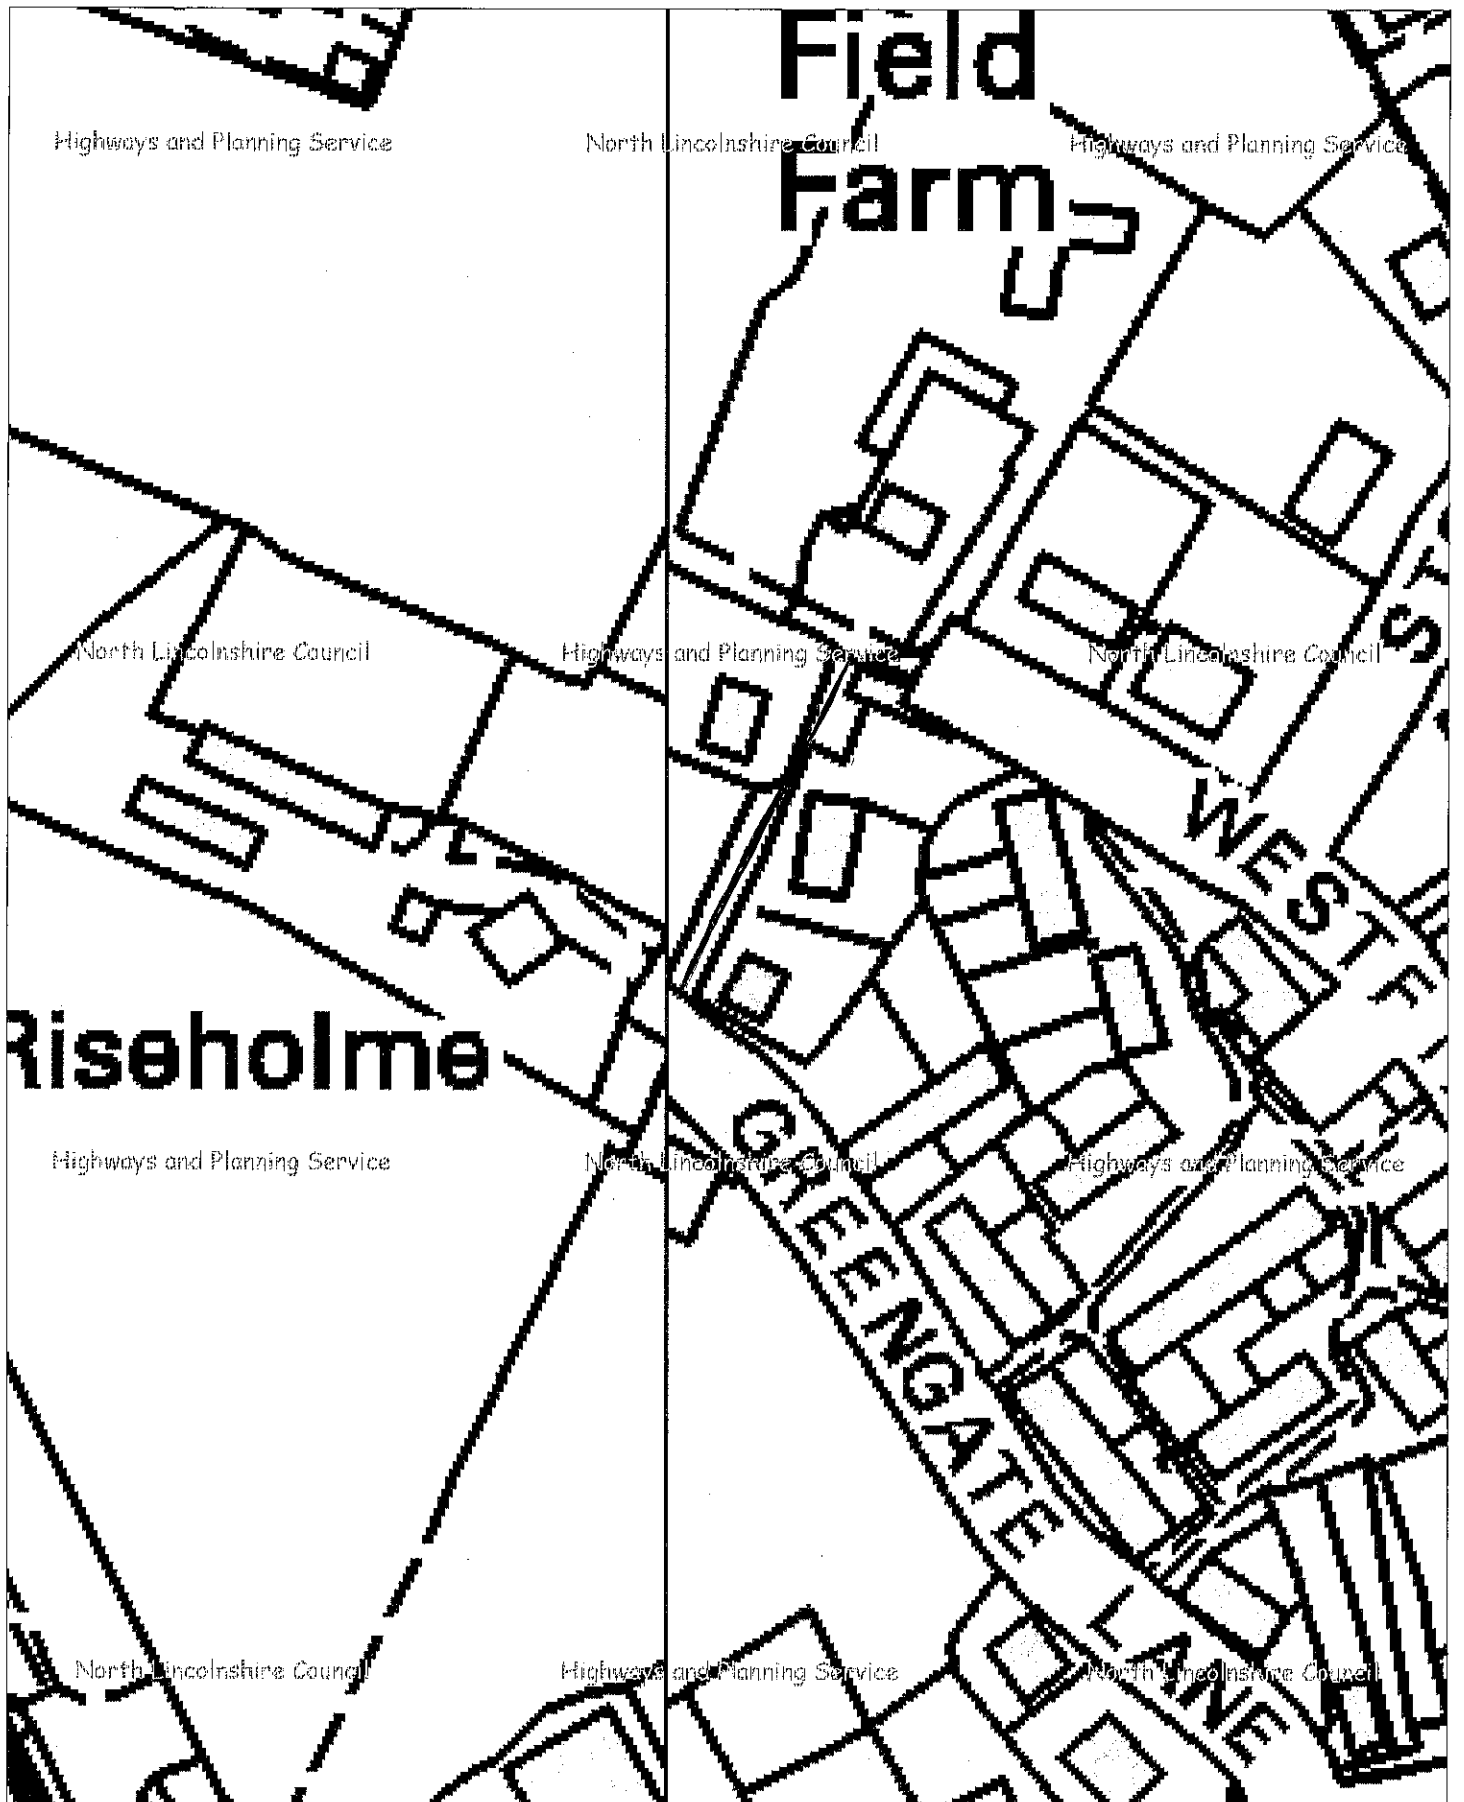 Field
Highways and Planning Service
North Lincolnshire Council
Highways and Planning Service
Farm
North Lincolnshire Council
Highways and Planning Service
North Lincolnshire Council
WEST F
Riseholme
Highways and Planning Service
North Lincolnshire Council
Highways and Planning Service
GREENGATE LANE
North Lincolnshire Council
Highways and Planning Service
North Lincolnshire Council